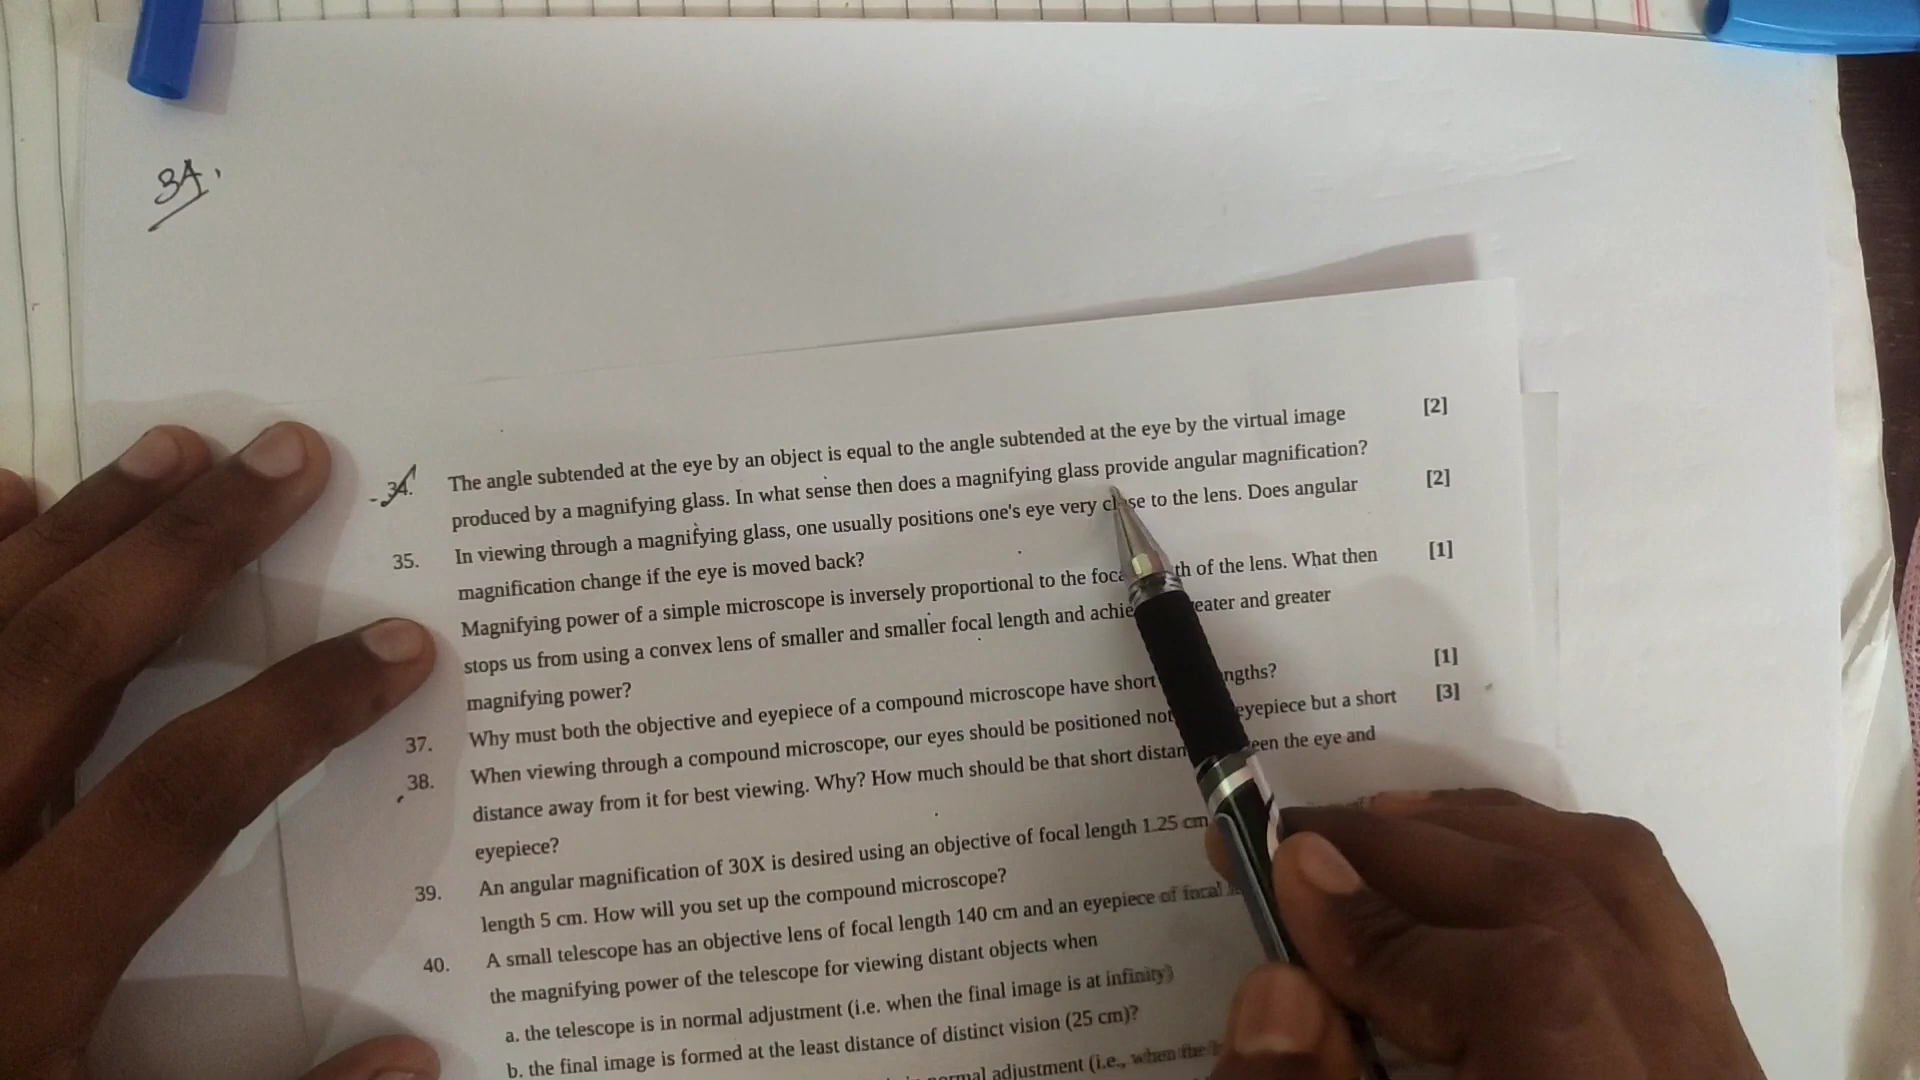 34.
34. The angle subtended at the eye by an object is equal to the angle subtended at the eye by the virtual image [2]
produced by a magnifying glass. In what sense then does a magnifying glass provide angular magnification?
35. In viewing through a magnifying glass, one usually positions one's eye very close to the lens. Does angular [2]
magnification change if the eye is moved back?
Magnifying power of a simple microscope is inversely proportional to the th of the lens. What then [1]
stops us from using a convex lens of smaller and smaller focal length and eater and greater
magnifying power?
37. Why must both the objective and eyepiece of a compound microscope have short ngths? [1]
38. When viewing through a compound microscope, our eyes should be positioned not eyepiece but a short [3]
distance away from it for best viewing. Why? How much should be that short distan een the eye and
eyepiece?
39. An angular magnification of 30X is desired using an objective of focal length 1.25 cm
length 5 cm. How will you set up the compound microscope?
40. A small telescope has an objective lens of focal length 140 cm and an eyepiece of focal
the magnifying power of the telescope for viewing distant objects when
a. the telescope is in normal adjustment (i.e. when the final image is at infinity)
b. the final image is formed at the least distance of distinct vision (25 cm)?
adjustment (i.e., when the